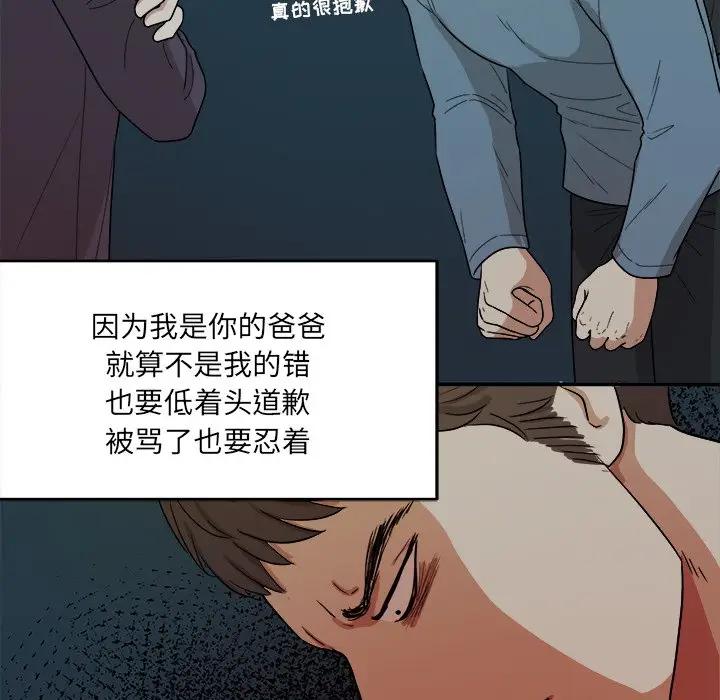 真的很抱歉
因为我是你的爸爸
就算不是我的错
也要低着头道歉
被骂了也要忍着